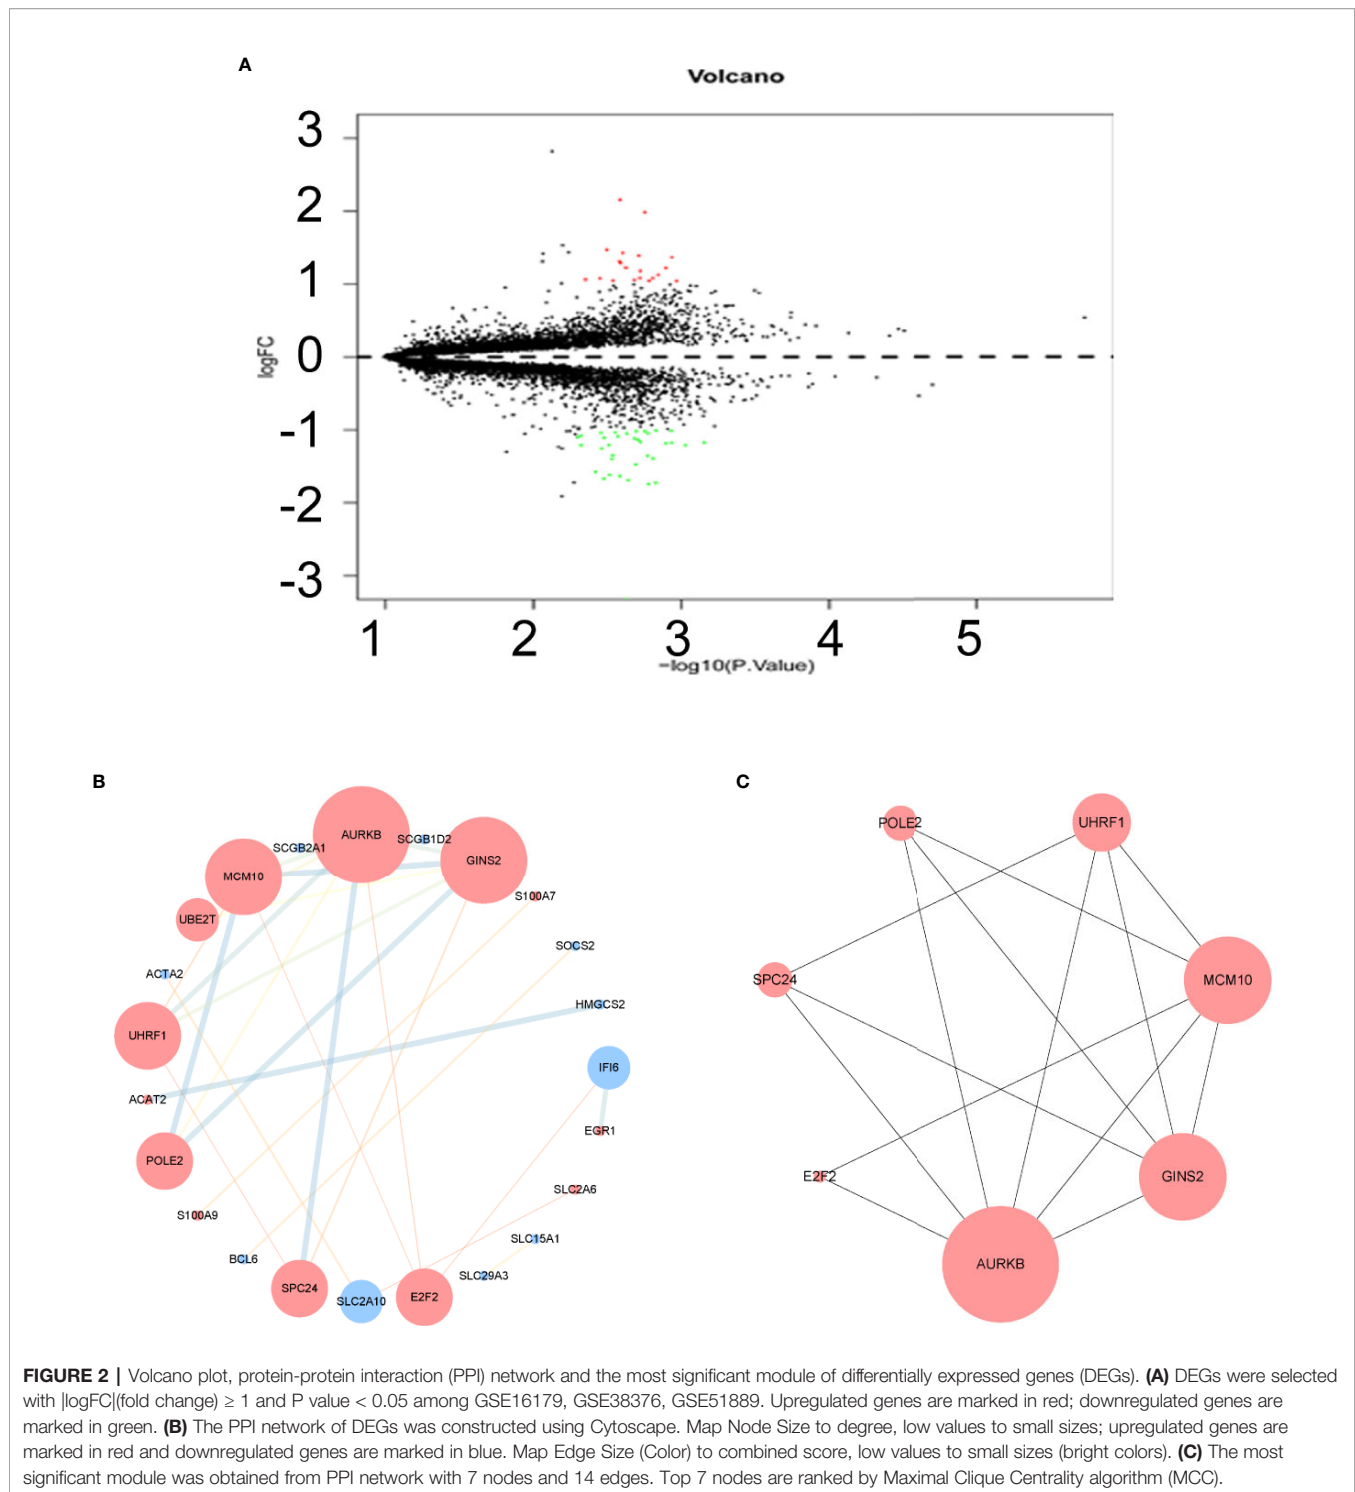 A
Volcano
3
2
1
0
-1
-2
-3
logFC
1 2 3 4 5
−log10(P.Value)
B
AURKB
SCGB1D2
SCGB2A1
GINS2
MCM10
S100A7
UBE2T
SOCS2
ACTA2
HMGCS2
UHRF1
IFI6
ACAT2
EGR1
POLE2
SLC2A6
S100A9
SLC15A1
BCL6
SLC29A3
SPC24
SLC2A10
E2F2
C
POLE2
UHRF1
SPC24
MCM10
E2F2
GINS2
AURKB
FIGURE 2 | Volcano plot, protein-protein interaction (PPI) network and the most significant module of differentially expressed genes (DEGs). (A) DEGs were selected
with |logFC|(fold change) ≥ 1 and P value < 0.05 among GSE16179, GSE38376, GSE51889. Upregulated genes are marked in red; downregulated genes are
marked in green. (B) The PPI network of DEGs was constructed using Cytoscape. Map Node Size to degree, low values to small sizes; upregulated genes are
marked in red and downregulated genes are marked in blue. Map Edge Size (Color) to combined score, low values to small sizes (bright colors). (C) The most
significant module was obtained from PPI network with 7 nodes and 14 edges. Top 7 nodes are ranked by Maximal Clique Centrality algorithm (MCC).